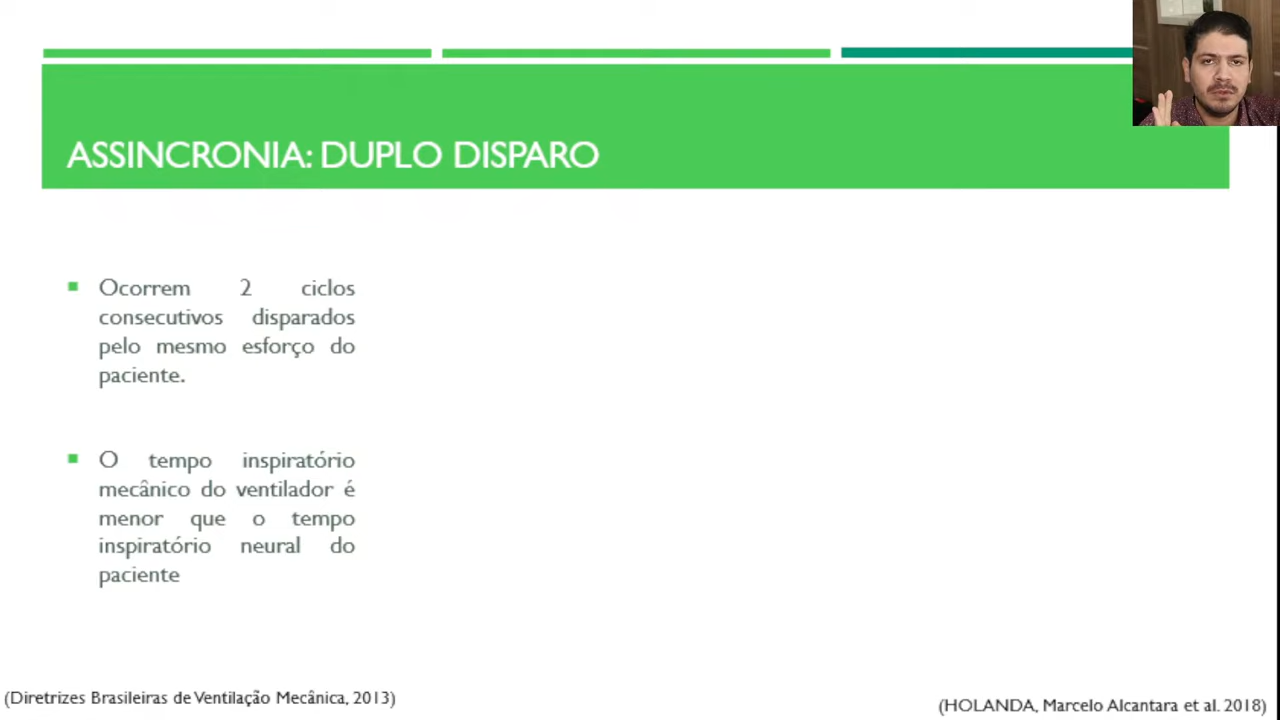 ASSINCRONIA: DUPLO DISPARO
Ocorrem 2 ciclos
consecutivos disparados
pelo mesmo esforço do
paciente.
O tempo inspiratório
mecânico do ventilador é
menor que o tempo
inspiratório neural do
paciente
(Diretrizes Brasileiras de Ventilação Mecânica, 2013)
(HOLANDA, Marcelo Alcantara et al. 2018)